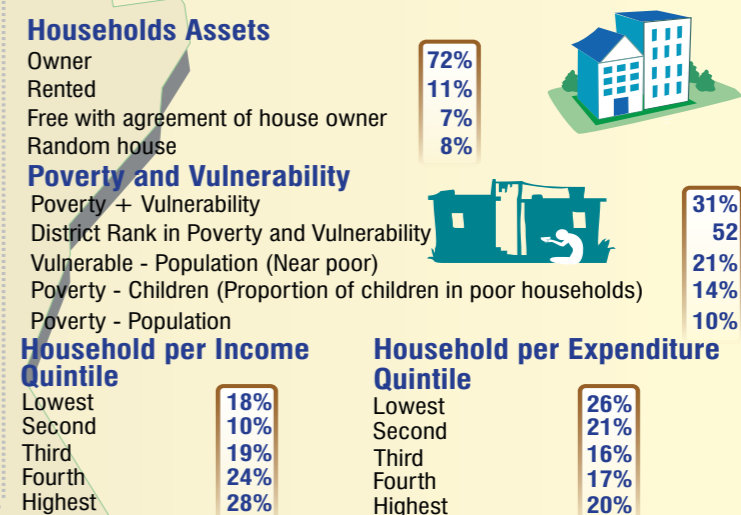 Households Assets
Owner 72%
Rented 11%
Free with agreement of house owner 7%
Random house 8%
Poverty and Vulnerability
Poverty + Vulnerability 31%
District Rank in Poverty and Vulnerability 52
Vulnerable - Population (Near poor) 21%
Poverty - Children (Proportion of children in poor households) 14%
Poverty - Population 10%
Household per Income
Quintile
Lowest 18%
Second 10%
Third 19%
Fourth 24%
Highest 28%
Household per Expenditure
Quintile
Lowest 26%
Second 21%
Third 16%
Fourth 17%
Highest 20%